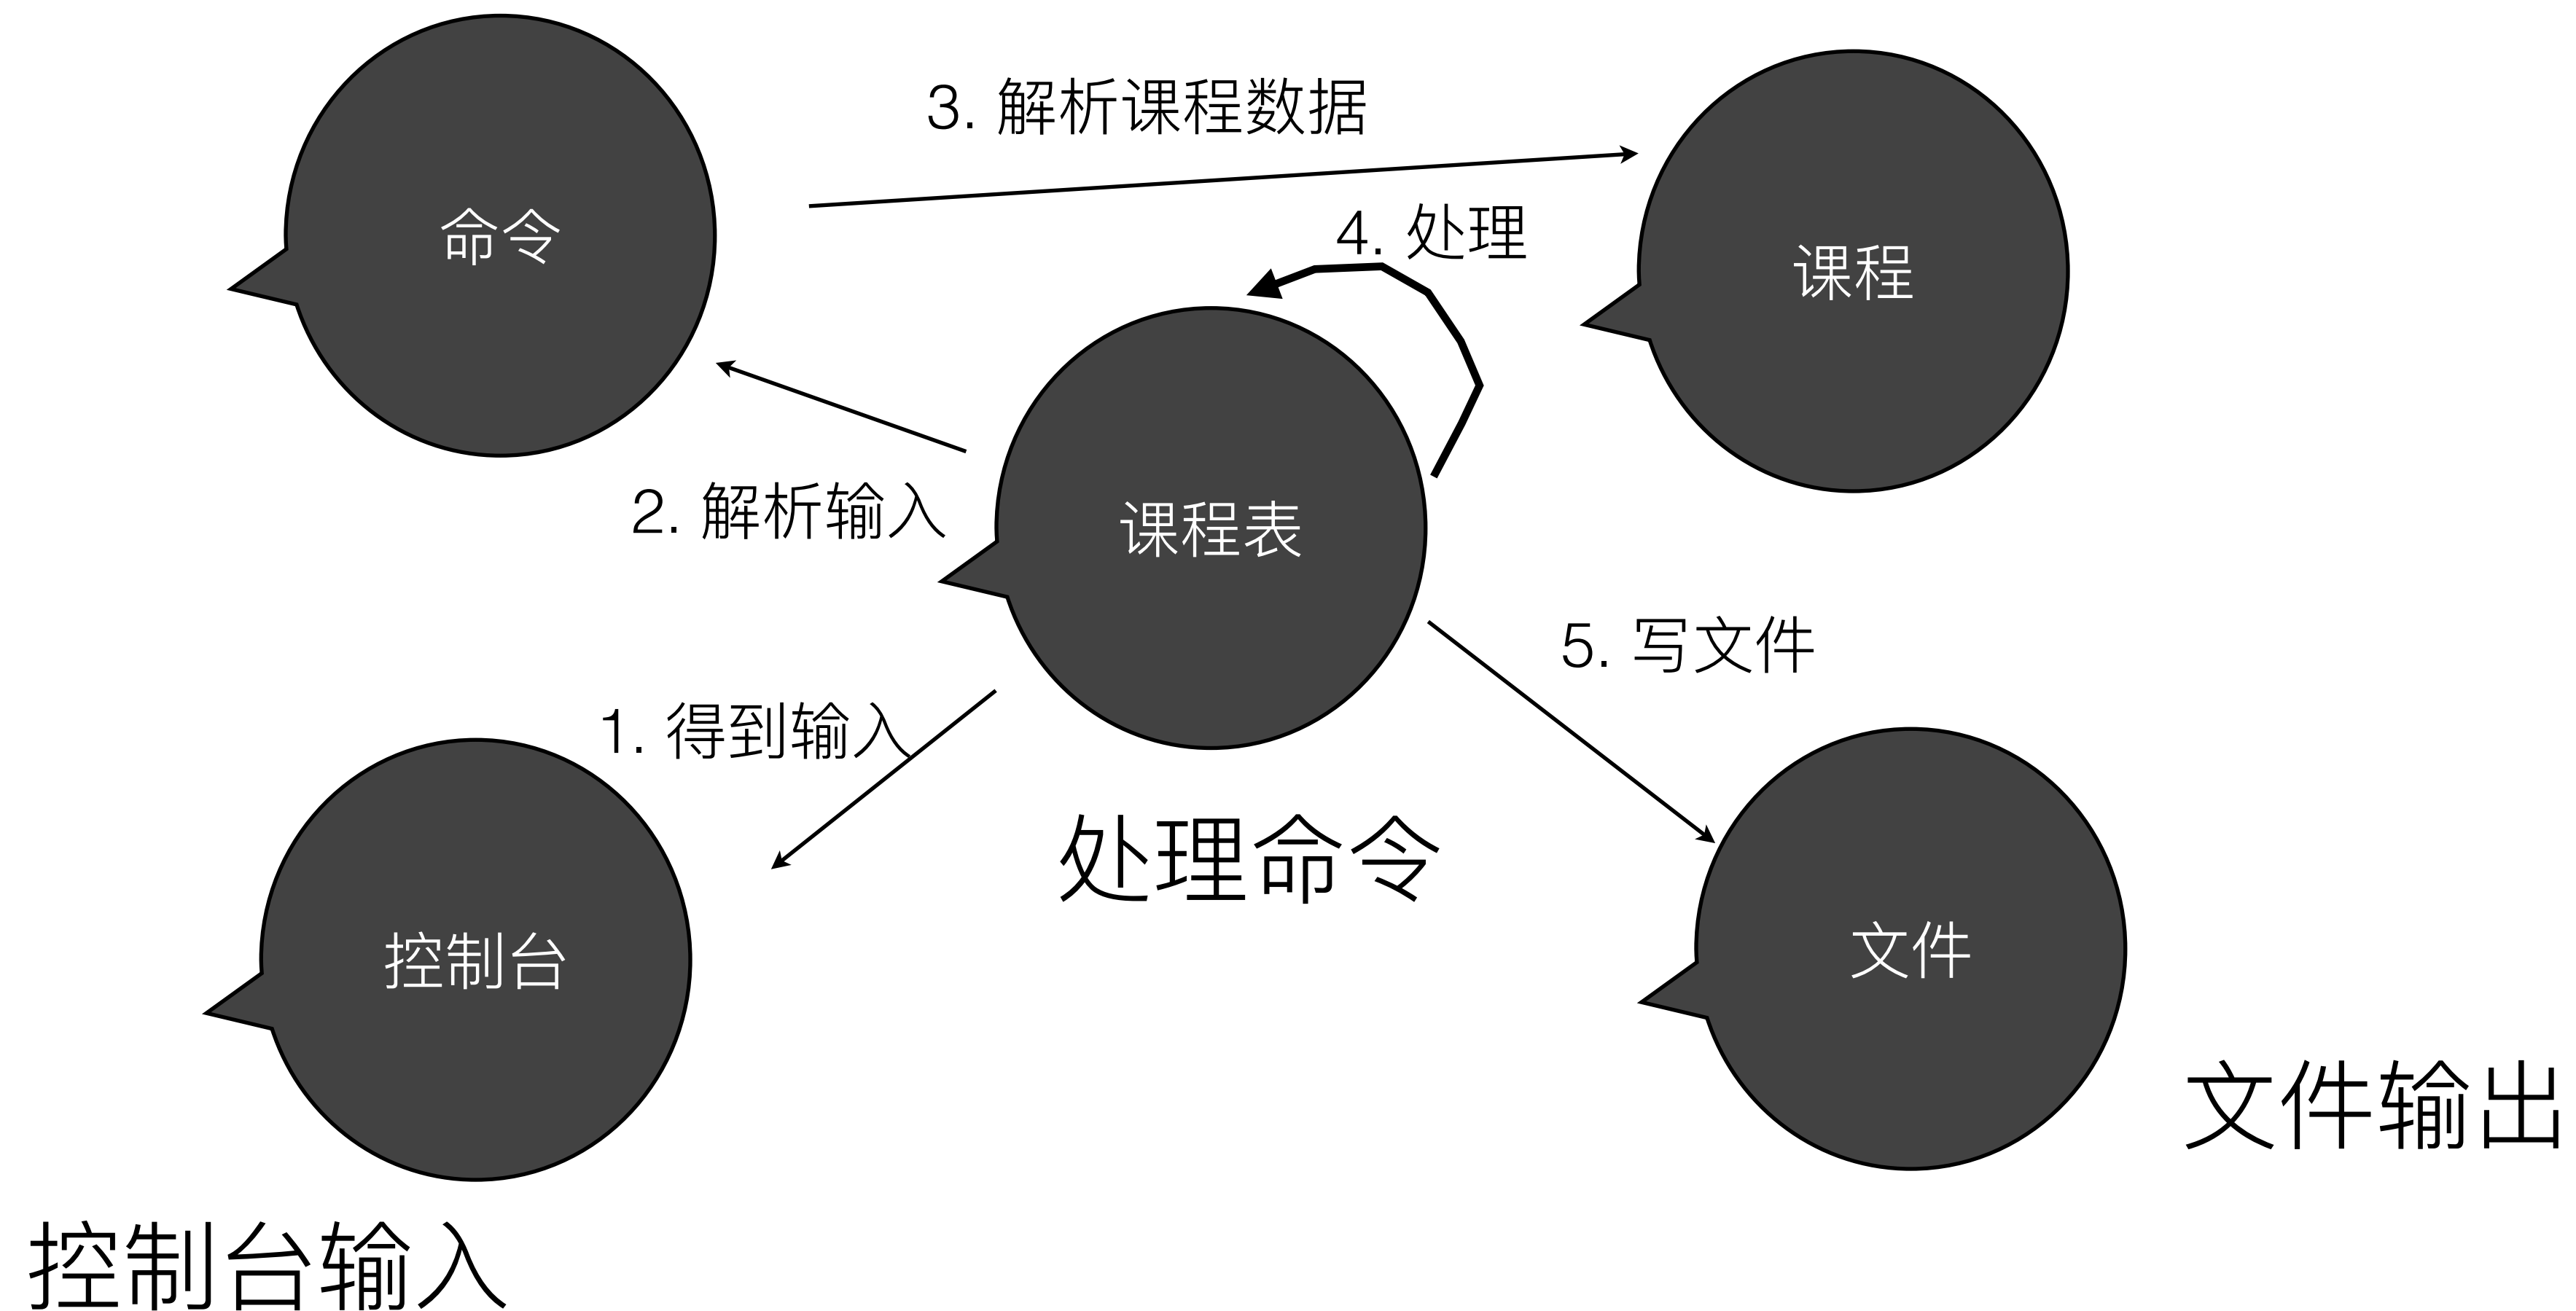 3. 解析课程数据
命令
4. 处理
课程
2. 解析输入
课程表
5. 写文件
1. 得到输入
处理命令
控制台
文件
文件输出
控制台输入